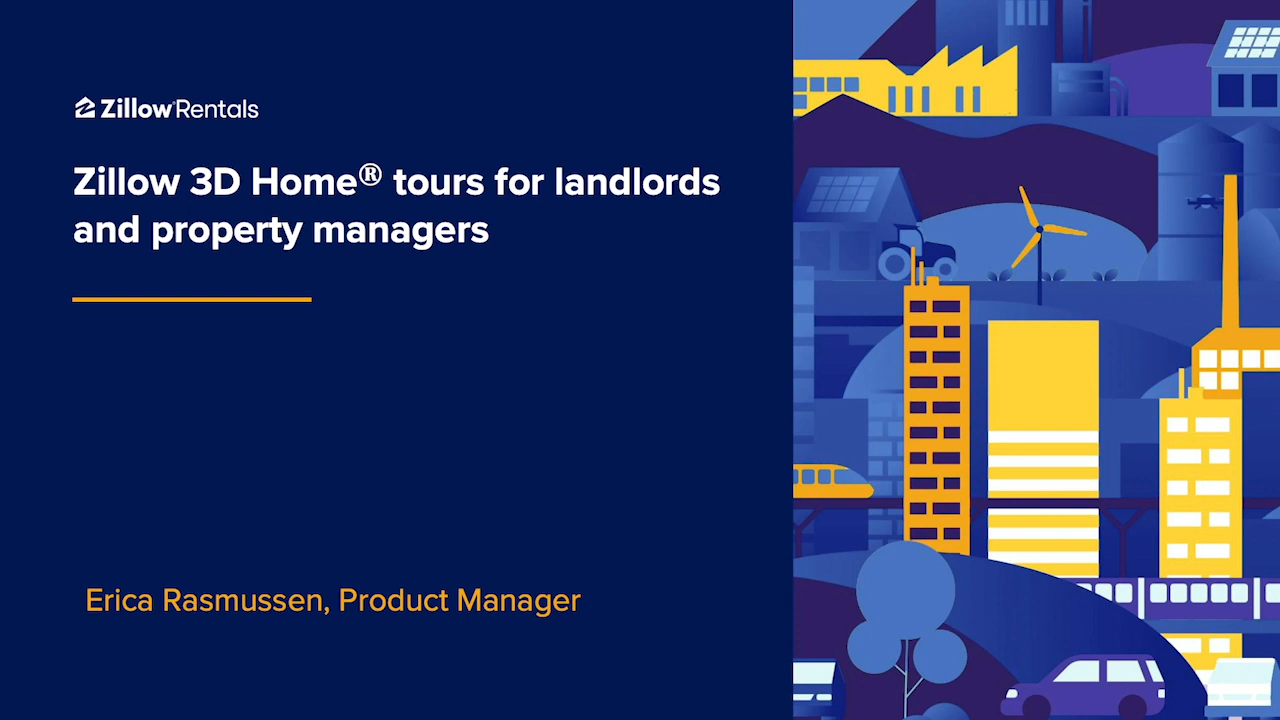 Zillow® Rentals
Zillow 3D Home® tours for landlords
and property managers
Erica Rasmussen, Product Manager